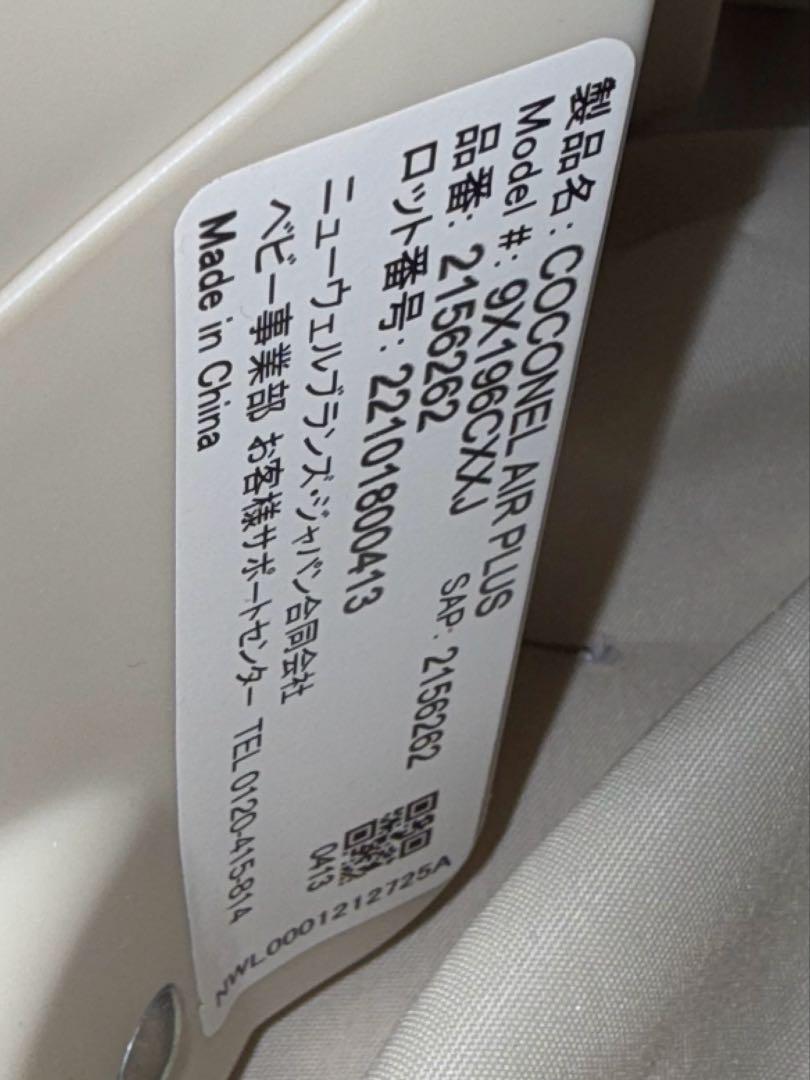 製品名: COCONEL AIR PLUS
Model #: 9X196CXXJ
品番: 2156262 SAP: 2156262
ロット番号: 22101800413
ニューウェルブランズ・ジャパン合同会社
ベビー事業部 お客様サポートセンター TEL 0120-415-814
Made in China
0413
NWL0001212725A